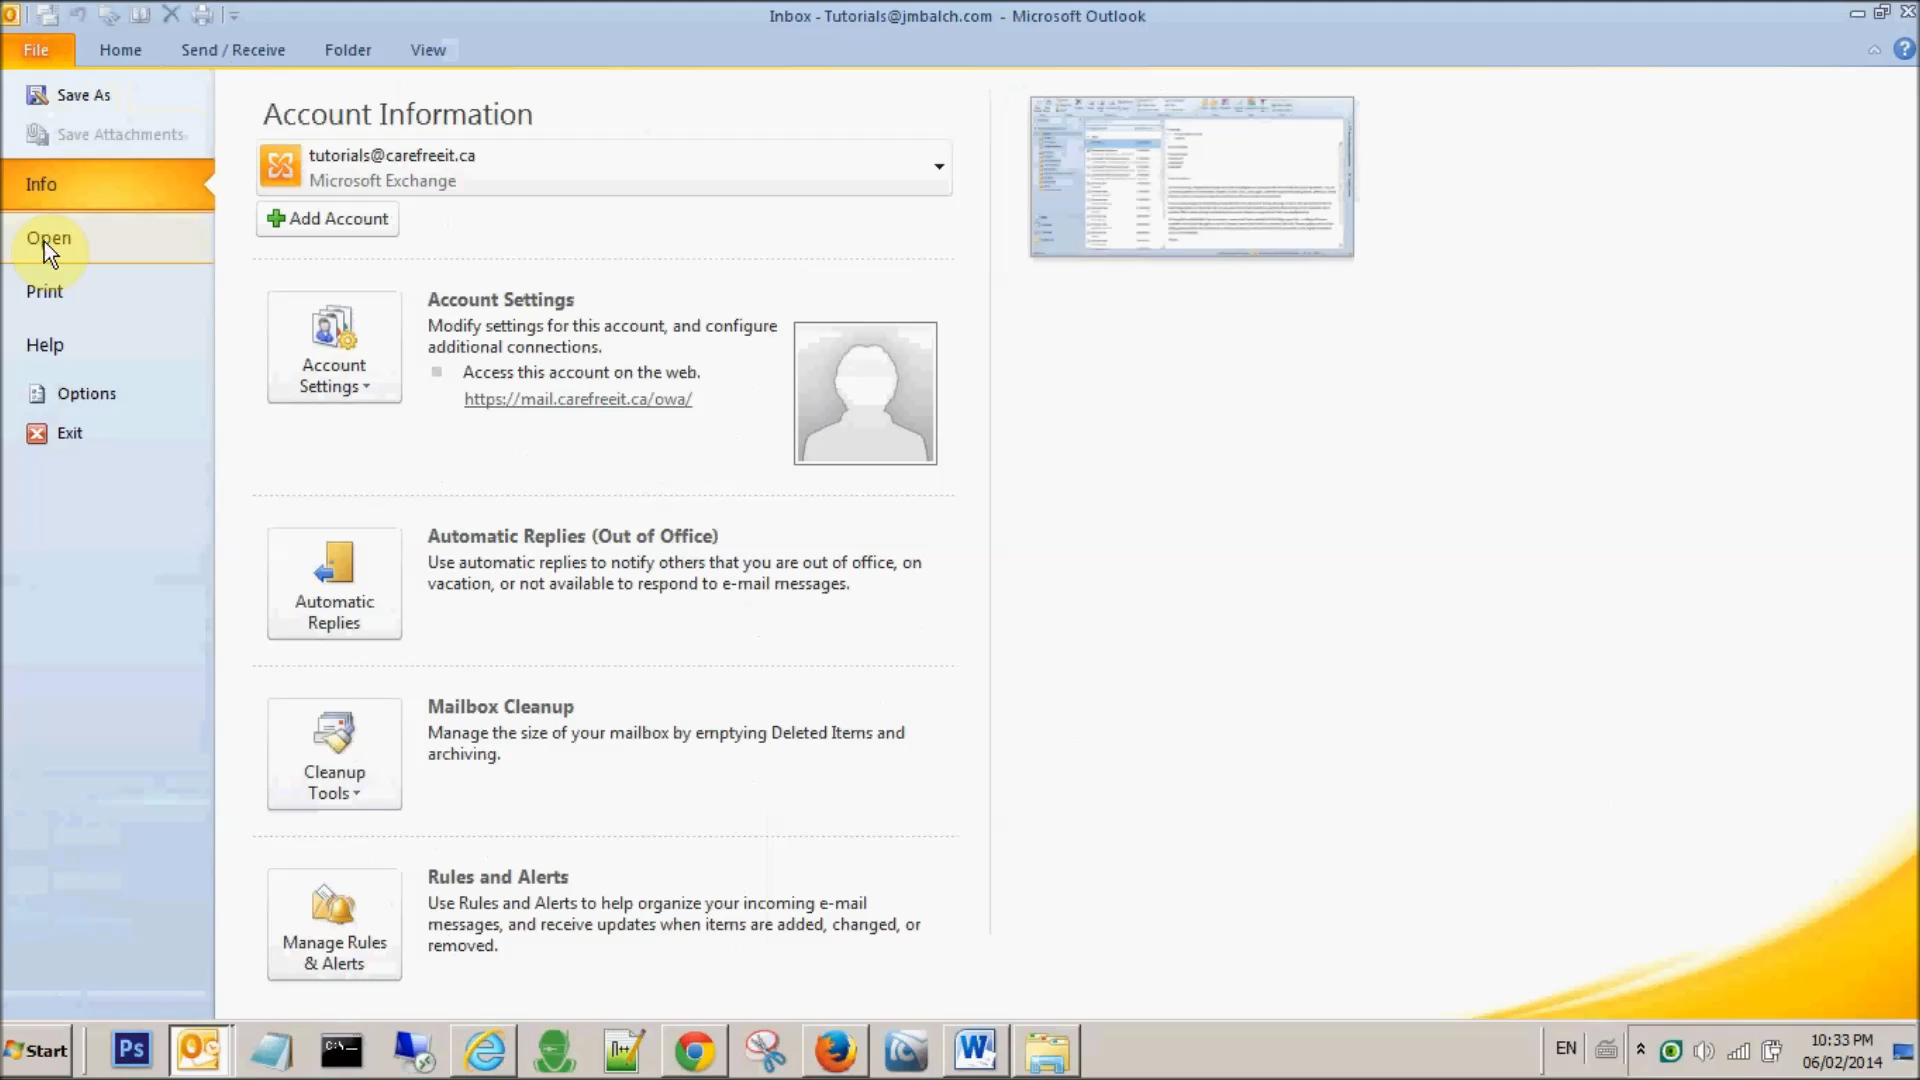 Inbox - Tutorials@jmbalch.com - Microsoft Outlook
File
Home
Send / Receive
Folder
View
Save As
Save Attachments
Info
Open
Print
Help
Options
Exit
Account Information
tutorials@carefreeit.ca
Microsoft Exchange
Add Account
Account
Settings
Account Settings
Modify settings for this account, and configure
additional connections.
Access this account on the web.
https://mail.carefreeit.ca/owa/
Automatic
Replies
Automatic Replies (Out of Office)
Use automatic replies to notify others that you are out of office, on
vacation, or not available to respond to e-mail messages.
Cleanup
Tools
Mailbox Cleanup
Manage the size of your mailbox by emptying Deleted Items and
archiving.
Manage Rules
& Alerts
Rules and Alerts
Use Rules and Alerts to help organize your incoming e-mail
messages, and receive updates when items are added, changed, or
removed.
Start
Ps
EN
10:33 PM
06/02/2014